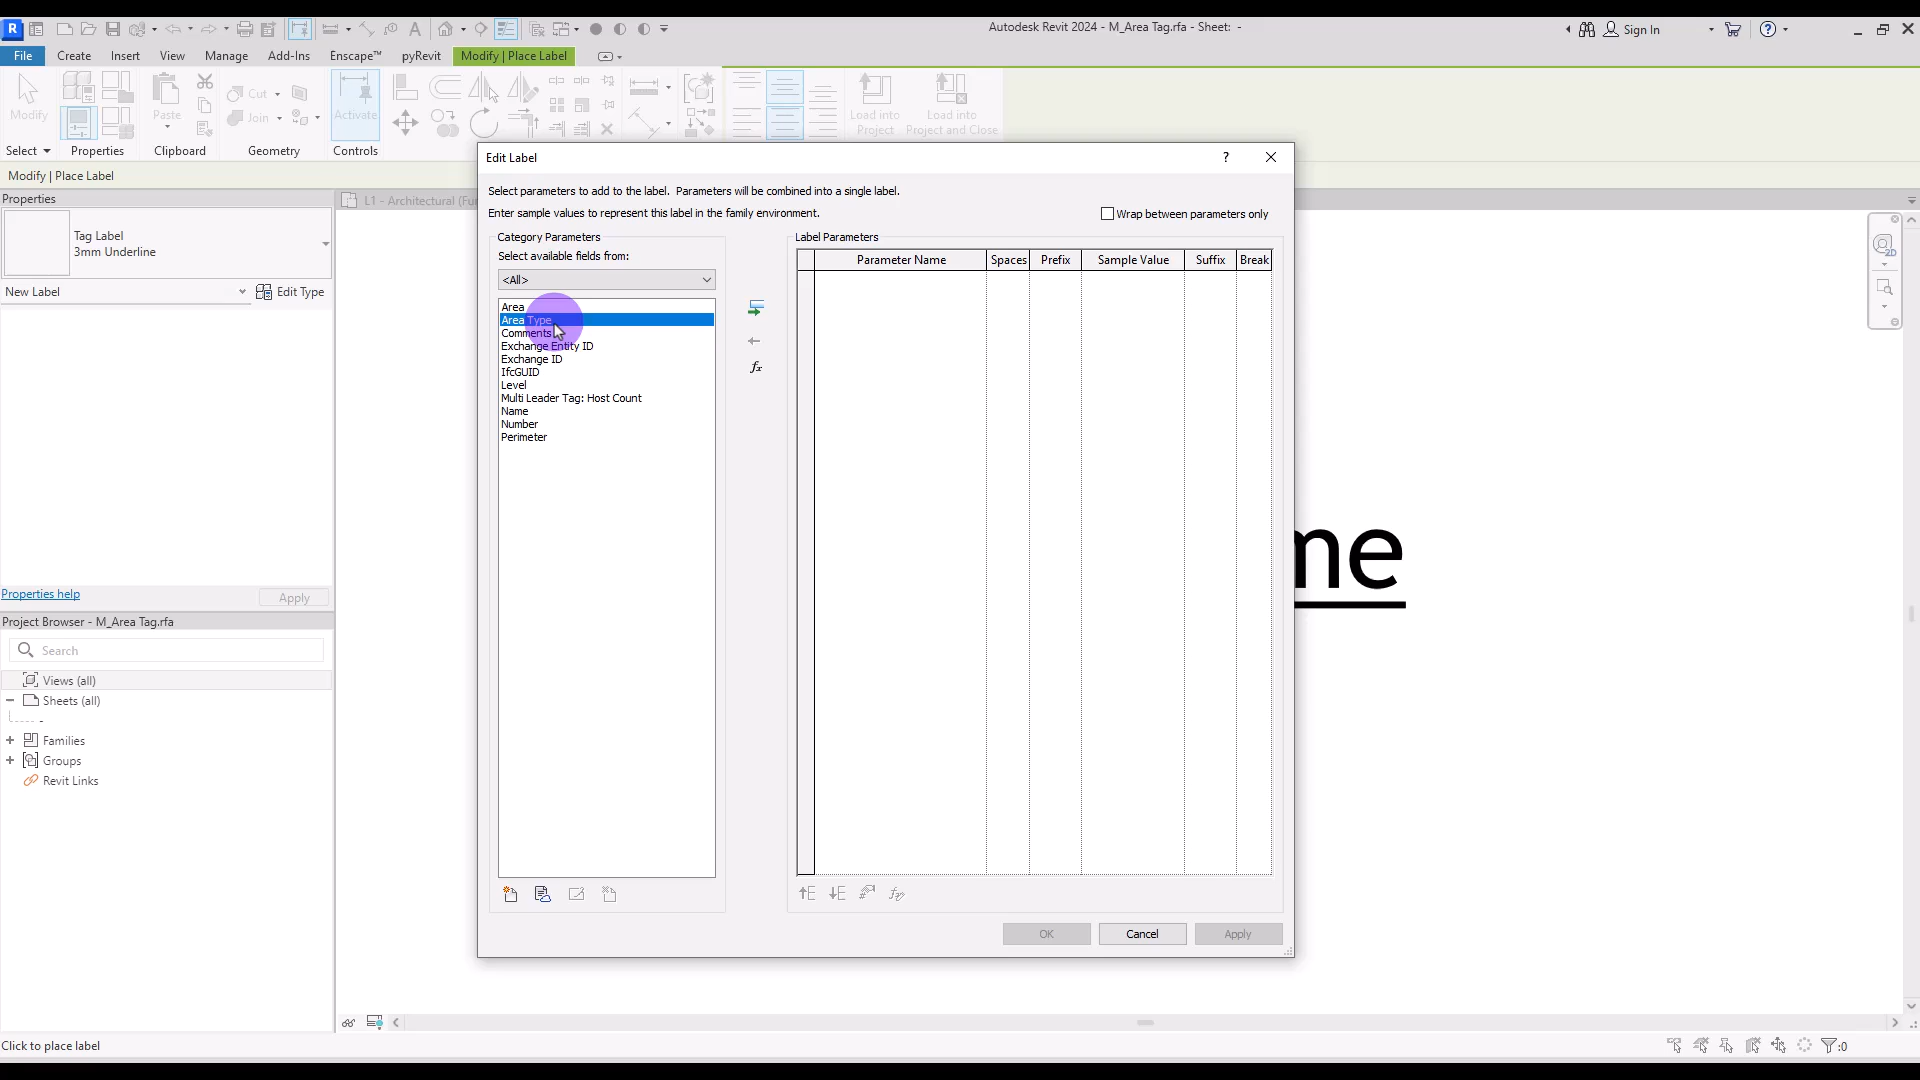 Autodesk Revit 2024 - M_Area Tag.rfa - Sheet: -
Sign In
File Create Insert View Manage Add-Ins Enscape™ pyRevit Modify | Place Label
Modify Paste Cut Join Activate Load into Project Load into Project and Close
Select Properties Clipboard Geometry Controls
Modify | Place Label
Properties
Tag Label
3mm Underline
New Label
Edit Type
Properties help
Apply
Project Browser - M_Area Tag.rfa
Search
Views (all)
Sheets (all)
-
Families
Groups
Revit Links
L1 - Architectural (Fu
Edit Label
Select parameters to add to the label. Parameters will be combined into a single label.
Enter sample values to represent this label in the family environment.
Wrap between parameters only
Category Parameters
Select available fields from:
<All>
Area
Area Type
Comments
Exchange Entity ID
Exchange ID
IfcGUID
Level
Multi Leader Tag: Host Count
Name
Number
Perimeter
fx
Label Parameters
Parameter Name Spaces Prefix Sample Value Suffix Break
OK Cancel Apply
me
Click to place label
:0